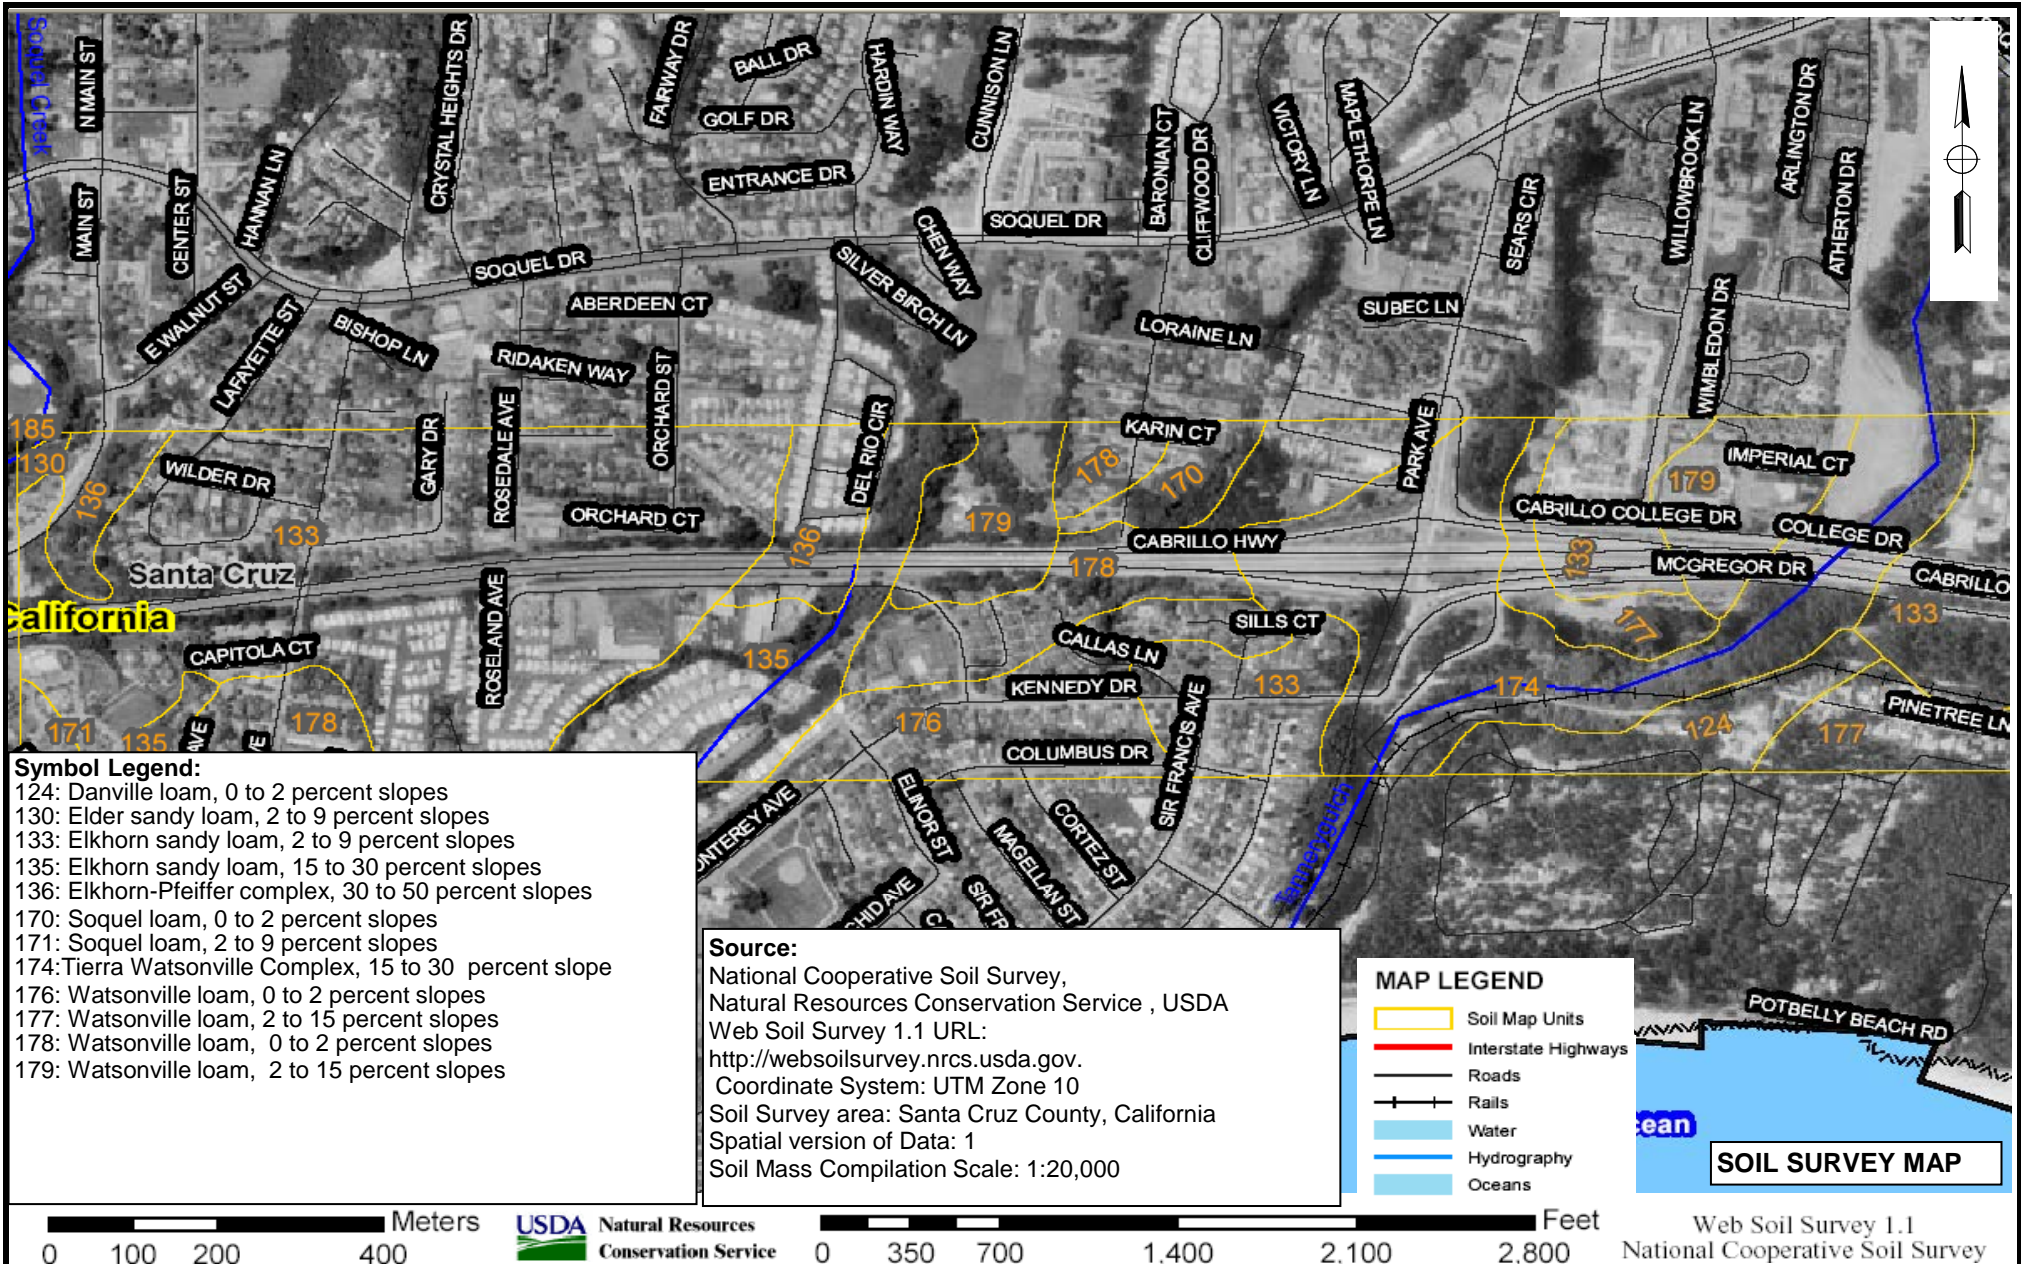 Soquel Creek
N MAIN ST
CRYSTAL HEIGHTS DR
FAIRWAY DR
BALL DR
HARDIN WAY
CUNNISON LN
GOLF DR
ENTRANCE DR
BARONIAN CT
CLIFFWOOD DR
VICTORY LN
MAPLETHORPE LN
WILLOWBROOK LN
ARLINGTON DR
ATHERTON DR
MAIN ST
CENTER ST
HANNAN LN
SOQUEL DR
SOQUEL DR
CHEN WAY
SILVER BIRCH LN
SEARS CIR
E WALNUT ST
LAFAYETTE ST
BISHOP LN
ABERDEEN CT
RIDAKEN WAY
ORCHARD ST
LORAINE LN
SUBEC LN
WIMBLEDON DR
GARY DR
ROSEDALE AVE
DEL RIO CIR
KARIN CT
PARK AVE
IMPERIAL CT
185
130
136
WILDER DR
133
ORCHARD CT
136
179
178
170
CABRILLO HWY
178
179
CABRILLO COLLEGE DR
COLLEGE DR
133
MCGREGOR DR
CABRILLO
133
Santa Cruz
California
CAPITOLA CT
ROSELAND AVE
135
CALLAS LN
SILLS CT
KENNEDY DR
133
SIR FRANCIS AVE
177
174
124
177
PINETREE LN
171
135
AVE
VE
178
176
COLUMBUS DR
ELINOR ST
MAGELLAN ST
CORTEZ ST
ONTEREY AVE
CHID AVE
C
SIR FR
Tannerygulch
POTBELLY BEACH RD
cean
Symbol Legend:
124: Danville loam, 0 to 2 percent slopes
130: Elder sandy loam, 2 to 9 percent slopes
133: Elkhorn sandy loam, 2 to 9 percent slopes
135: Elkhorn sandy loam, 15 to 30 percent slopes
136: Elkhorn-Pfeiffer complex, 30 to 50 percent slopes
170: Soquel loam, 0 to 2 percent slopes
171: Soquel loam, 2 to 9 percent slopes
174:Tierra Watsonville Complex, 15 to 30 percent slope
176: Watsonville loam, 0 to 2 percent slopes
177: Watsonville loam, 2 to 15 percent slopes
178: Watsonville loam, 0 to 2 percent slopes
179: Watsonville loam, 2 to 15 percent slopes
Source:
National Cooperative Soil Survey,
Natural Resources Conservation Service , USDA
Web Soil Survey 1.1 URL:
http://websoilsurvey.nrcs.usda.gov.
Coordinate System: UTM Zone 10
Soil Survey area: Santa Cruz County, California
Spatial version of Data: 1
Soil Mass Compilation Scale: 1:20,000
MAP LEGEND
Soil Map Units
Interstate Highways
Roads
Rails
Water
Hydrography
Oceans
SOIL SURVEY MAP
Meters
0 100 200 400
USDA Natural Resources
Conservation Service
Feet
0 350 700 1,400 2,100 2,800
Web Soil Survey 1.1
National Cooperative Soil Survey